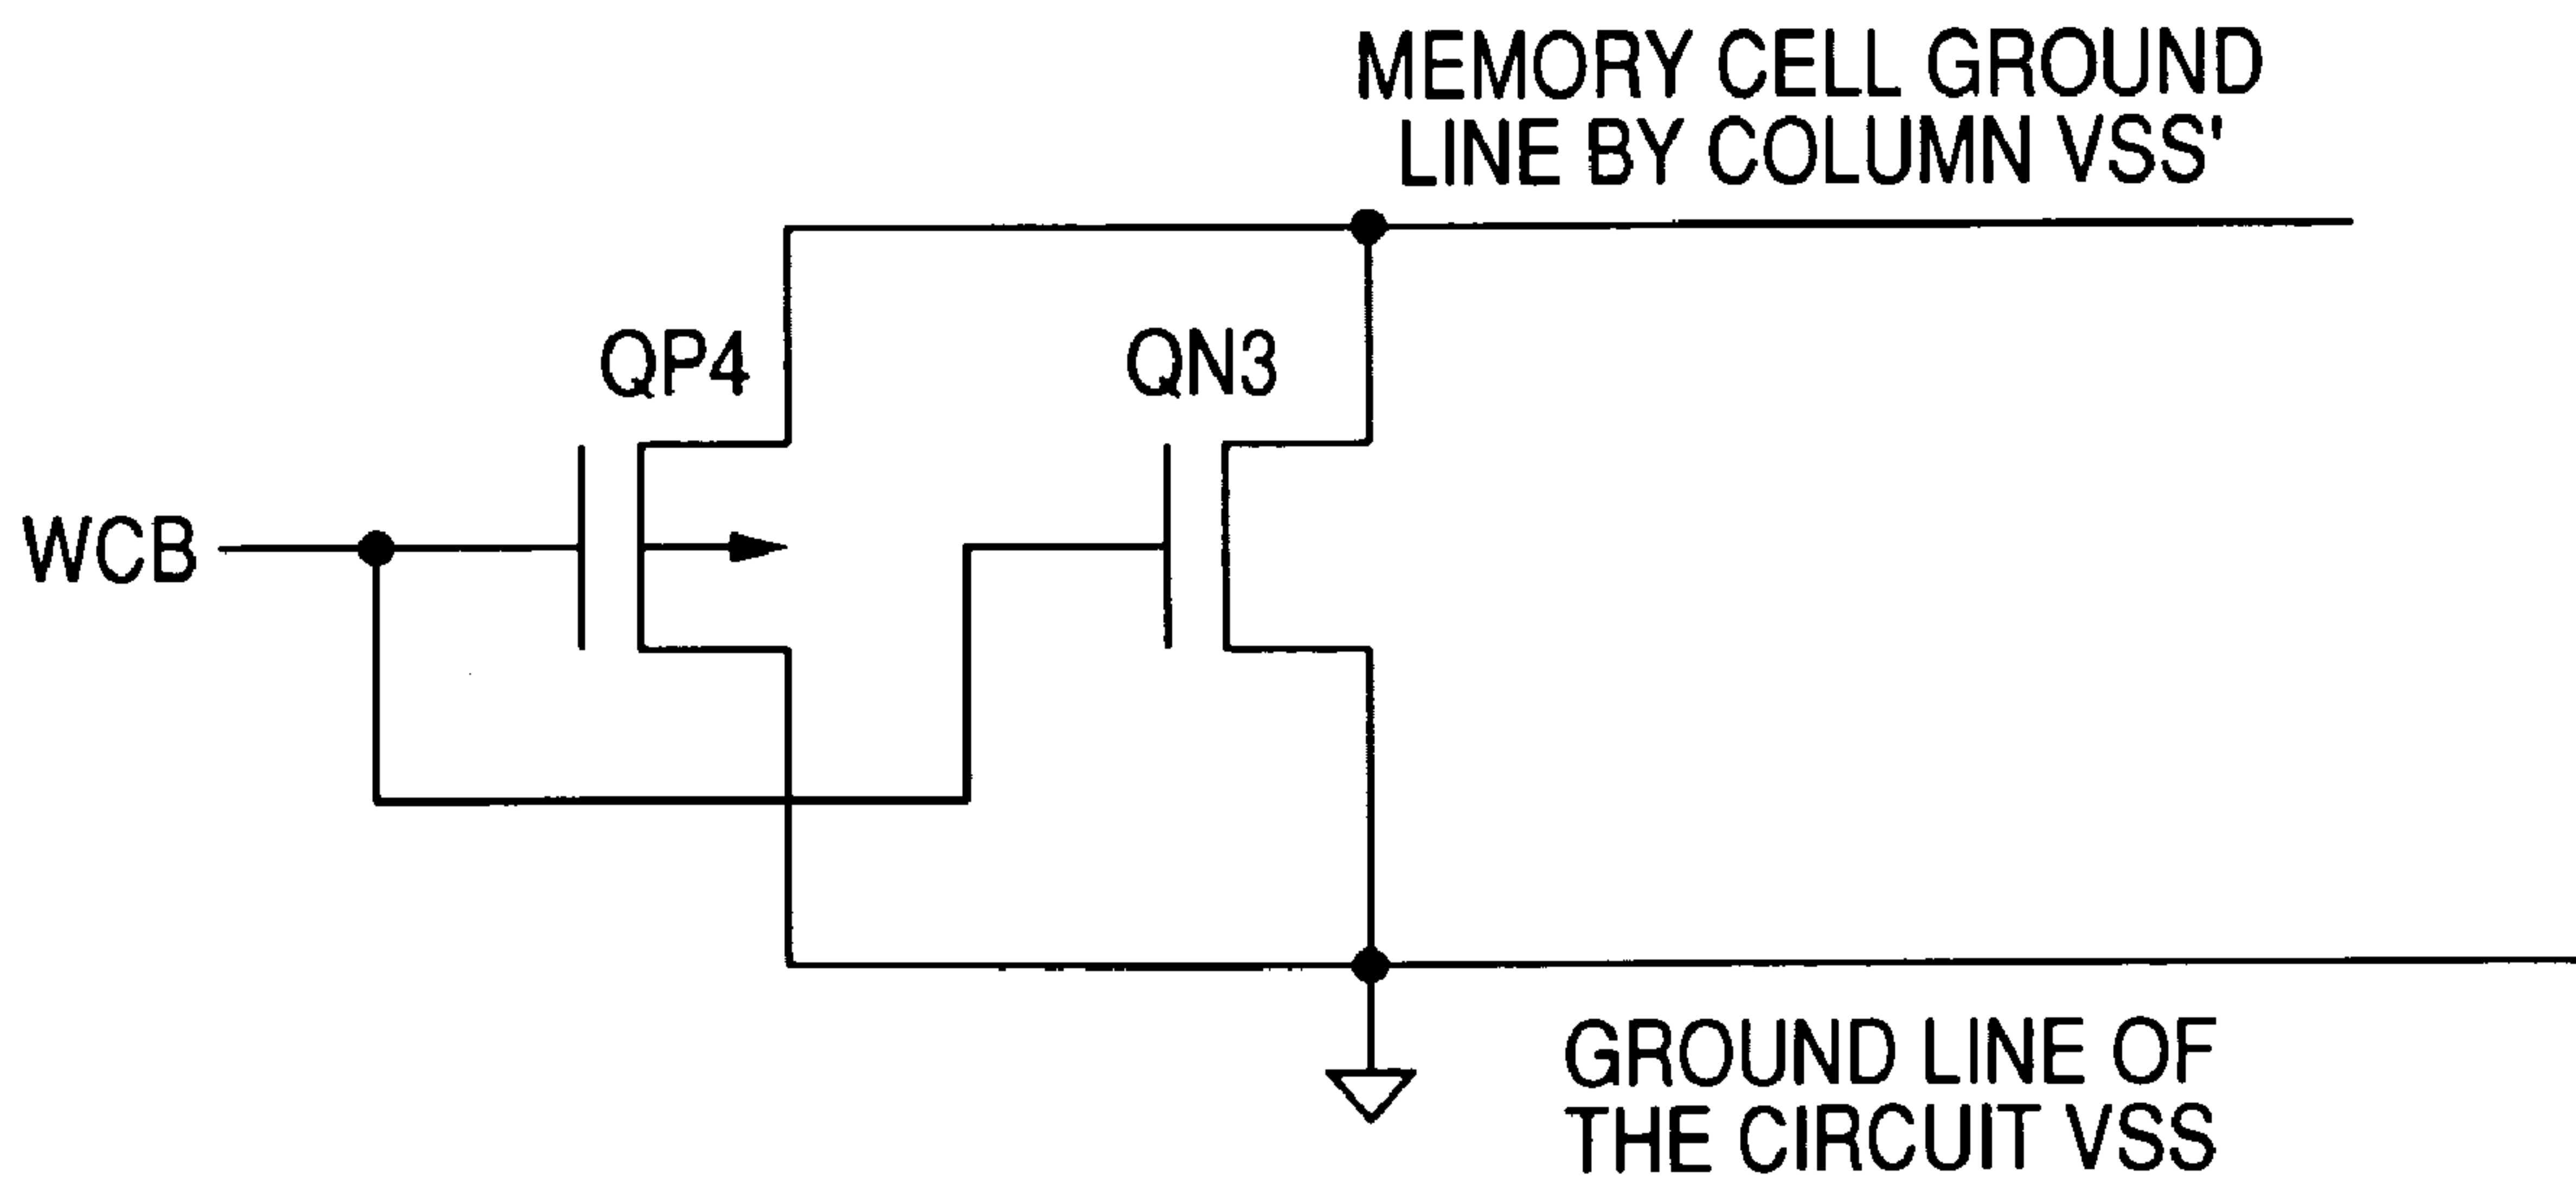 MEMORY CELL GROUND
LINE BY COLUMN VSS'
QP4
QN3
WCB
GROUND LINE OF
THE CIRCUIT VSS